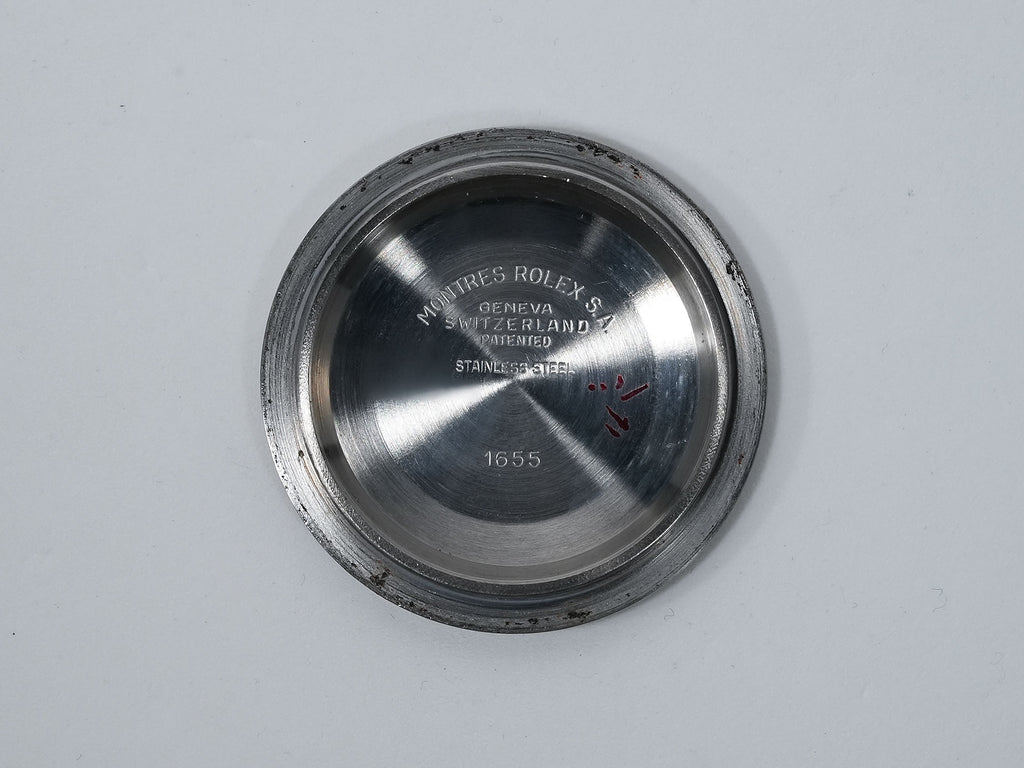 MONTRES ROLEX S.A
GENEVA
SWITZERLAND
PATENTED
STAINLESS STEEL
1655